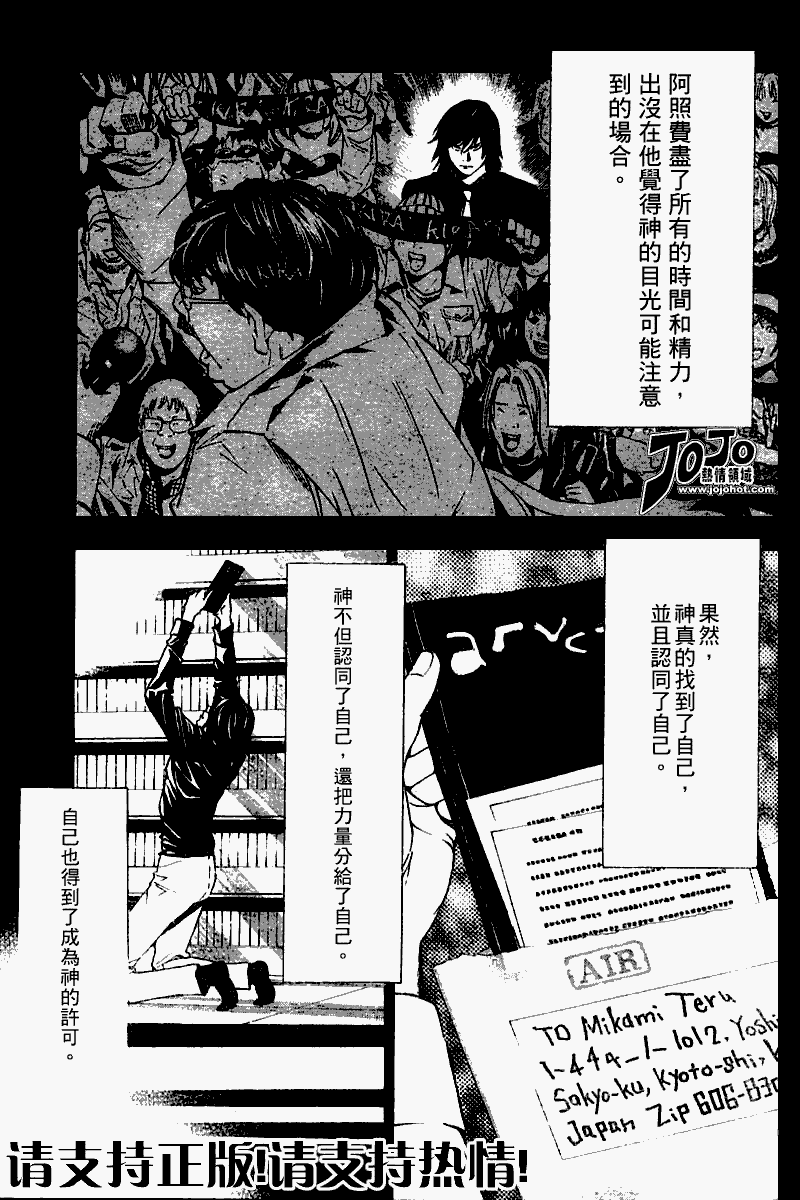 阿照費盡了所有的時間和精力，
出沒在他覺得神的目光可能注意
到的場合。
KIRA
KIRA
KIRA
JOJO
熱情領域
www.jojohot.com
果然，
神真的找到了自己，
並且認同了自己。
神不但認同了自己，還把力量分給了自己。
自己也得到了成為神的許可。
AIR
TO Mikami Teru
1-444-1-1012, Yoshi
Sakyo-ku, Kyoto-shi, K
Japan Zip 606-830
请支持正版!请支持热情!